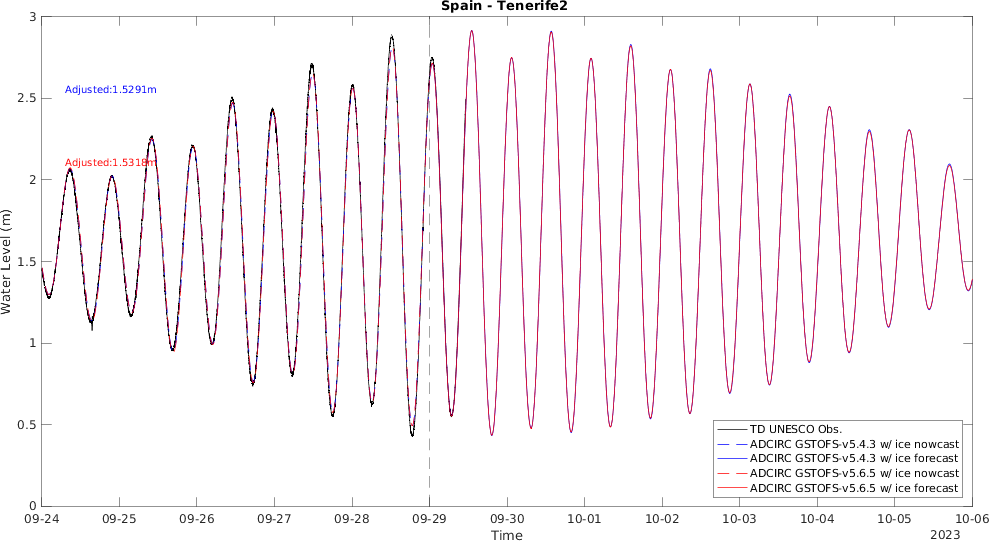 Spain - Tenerife2
3
2.5
2
1.5
1
0.5
0
Water Level (m)
Adjusted:1.5291m
Adjusted:1.5318m
TD UNESCO Obs.
ADCIRC GSTOFS-v5.4.3 w/ ice nowcast
ADCIRC GSTOFS-v5.4.3 w/ ice forecast
ADCIRC GSTOFS-v5.6.5 w/ ice nowcast
ADCIRC GSTOFS-v5.6.5 w/ ice forecast
09-24 09-25 09-26 09-27 09-28 09-29 09-30 10-01 10-02 10-03 10-04 10-05 10-06
Time
2023